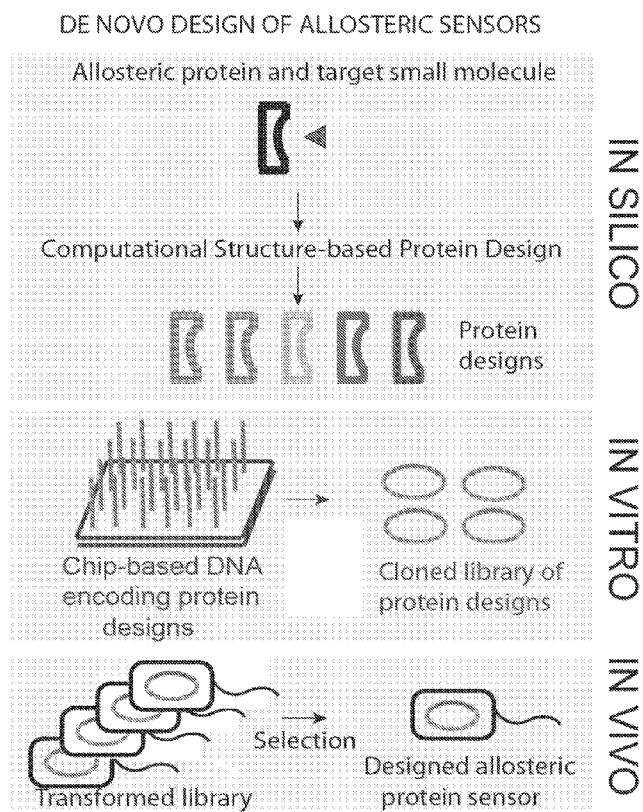 DE NOVO DESIGN OF ALLOSTERIC SENSORS
Allosteric protein and target small molecule
Computational Structure-based Protein Design
Protein
designs
IN SILICO
Chip-based DNA
encoding protein
designs
Cloned library of
protein designs
IN VITRO
Transformed library
Selection
Designed allosteric
protein sensor
IN VIVO